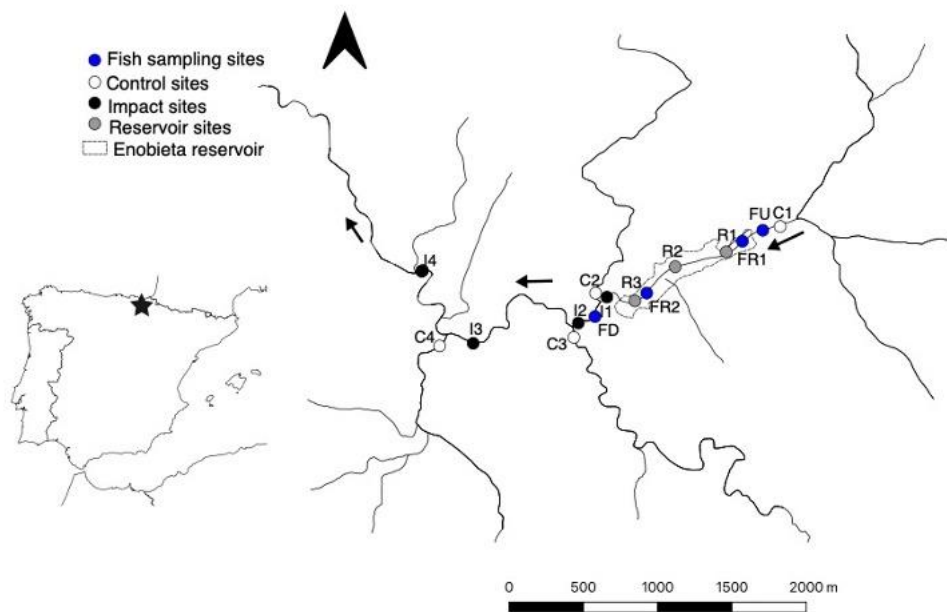 Fish sampling sites
Control sites
Impact sites
Reservoir sites
Enobieta reservoir
FU C1
R1
FR1
R2
I4
C2
R3
I1
FR2
I2
FD
C4
I3
C3
0 500 1000 1500 2000 m